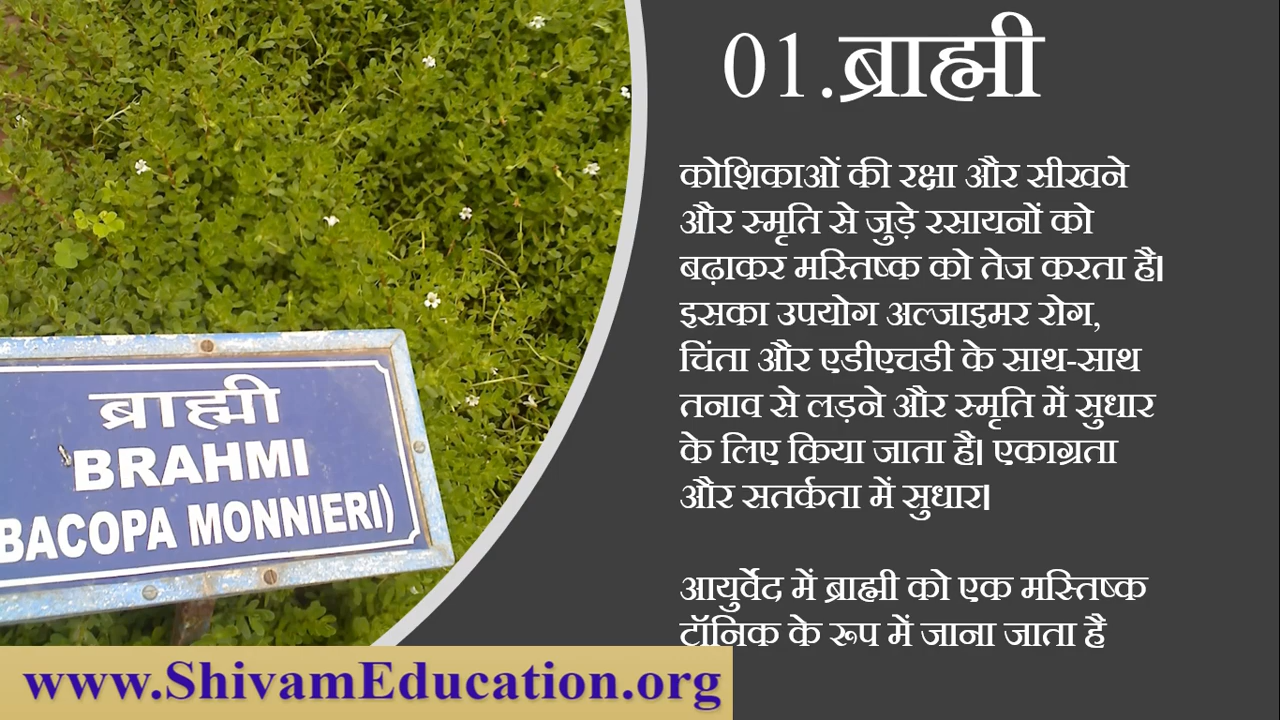 01.ब्राह्मी
कोशिकाओं की रक्षा और सीखने
और स्मृति से जुड़े रसायनों को
बढ़ाकर मस्तिष्क को तेज करता है।
इसका उपयोग अल्जाइमर रोग,
चिंता और एडीएचडी के साथ-साथ
तनाव से लड़ने और स्मृति में सुधार
के लिए किया जाता है। एकाग्रता
और सतर्कता में सुधार।
आयुर्वेद में ब्राह्मी को एक मस्तिष्क
टॉनिक के रूप में जाना जाता है
ब्राह्मी
BRAHMI
BACOPA MONNIERI)
www.ShivamEducation.org